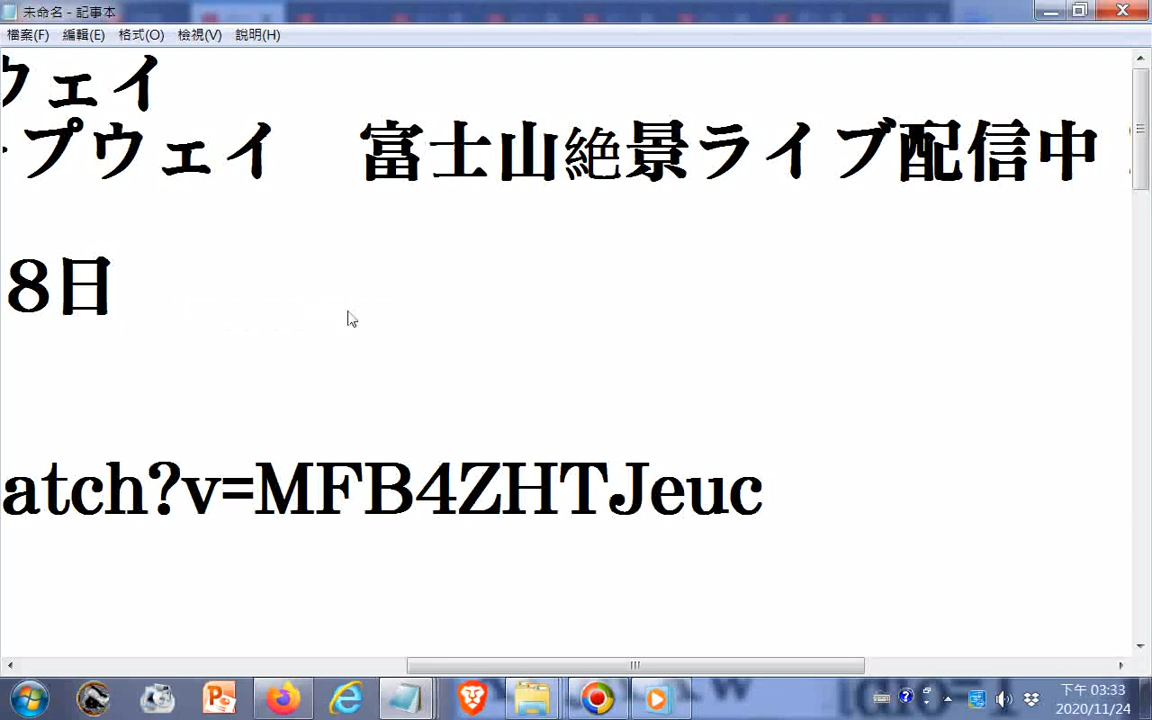 未命名 - 記事本
檔案(F) 編輯(E) 格式(O) 檢視(V) 說明(H)
ウェイ
プウェイ　富士山絶景ライブ配信中
8日
atch?v=MFB4ZHTJeuc
下午 03:33
2020/11/24